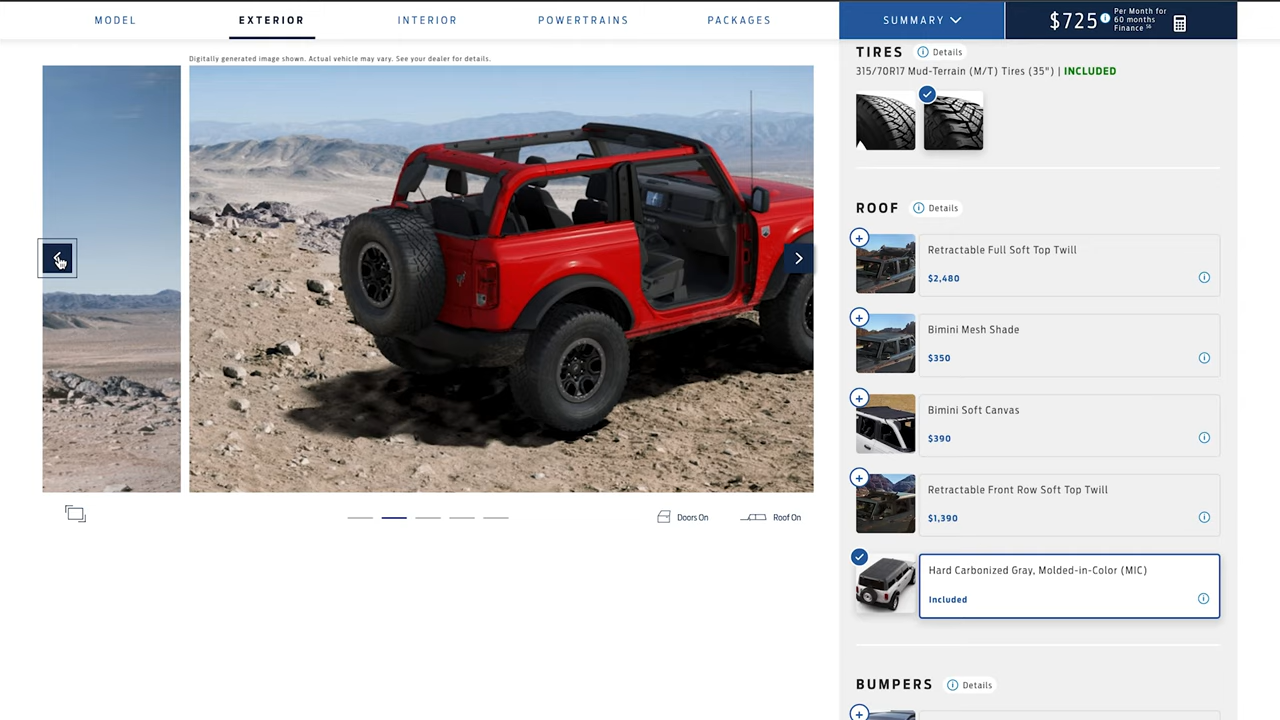 MODEL
EXTERIOR
INTERIOR
POWERTRAINS
PACKAGES
SUMMARY
$725
Per Month for
60 months
Finance
Digitally generated image shown. Actual vehicle may vary. See your dealer for details.
TIRES
Details
315/70R17 Mud-Terrain (M/T) Tires (35") | INCLUDED
ROOF
Details
Retractable Full Soft Top Twill
$2,480
Bimini Mesh Shade
$350
Bimini Soft Canvas
$390
Retractable Front Row Soft Top Twill
$1,390
Hard Carbonized Gray, Molded-in-Color (MIC)
Included
Doors On
Roof On
BUMPERS
Details